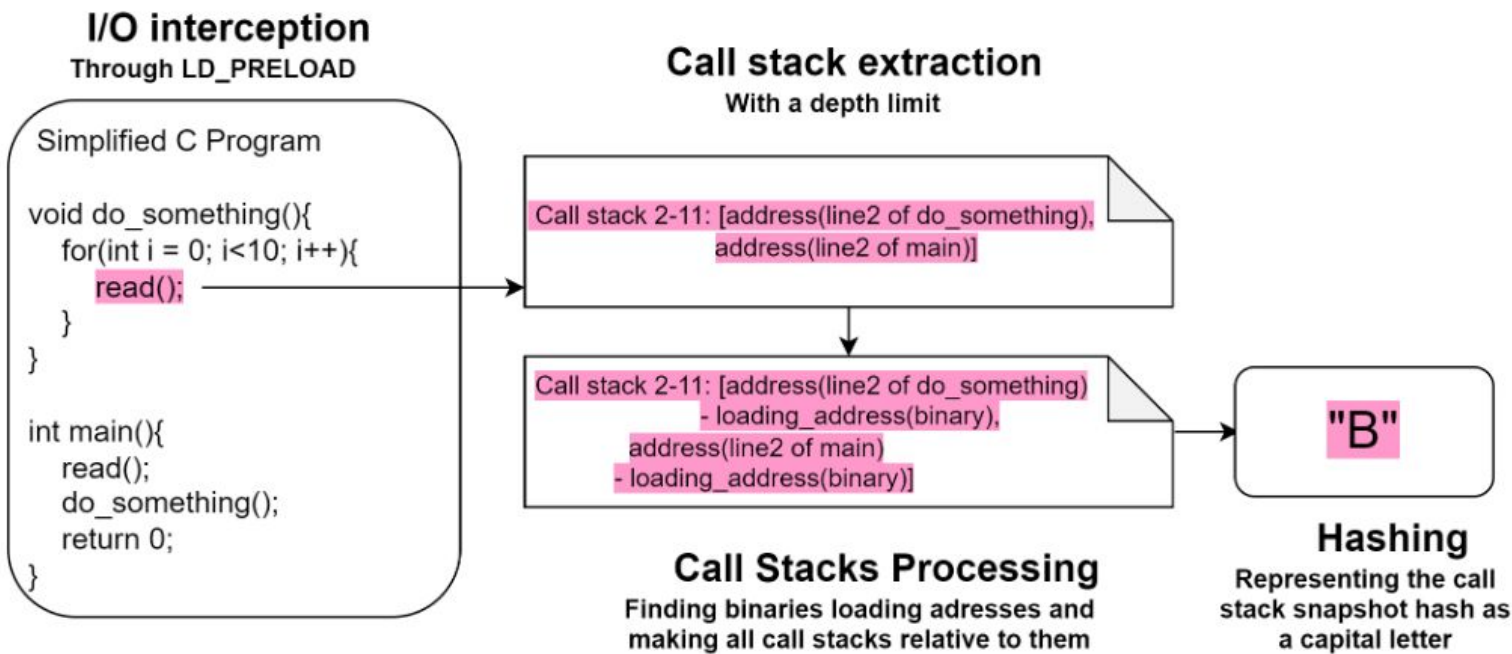 I/O interception
Through LD_PRELOAD
Simplified C Program
void do_something(){
for(int i = 0; i<10; i++){
read();
}
}
int main(){
read();
do_something();
return 0;
}
Call stack extraction
With a depth limit
Call stack 2-11: [address(line2 of do_something),
address(line2 of main)]
Call stack 2-11: [address(line2 of do_something)
- loading_address(binary),
address(line2 of main)
- loading_address(binary)]
Call Stacks Processing
Finding binaries loading adresses and
making all call stacks relative to them
"B"
Hashing
Representing the call
stack snapshot hash as
a capital letter